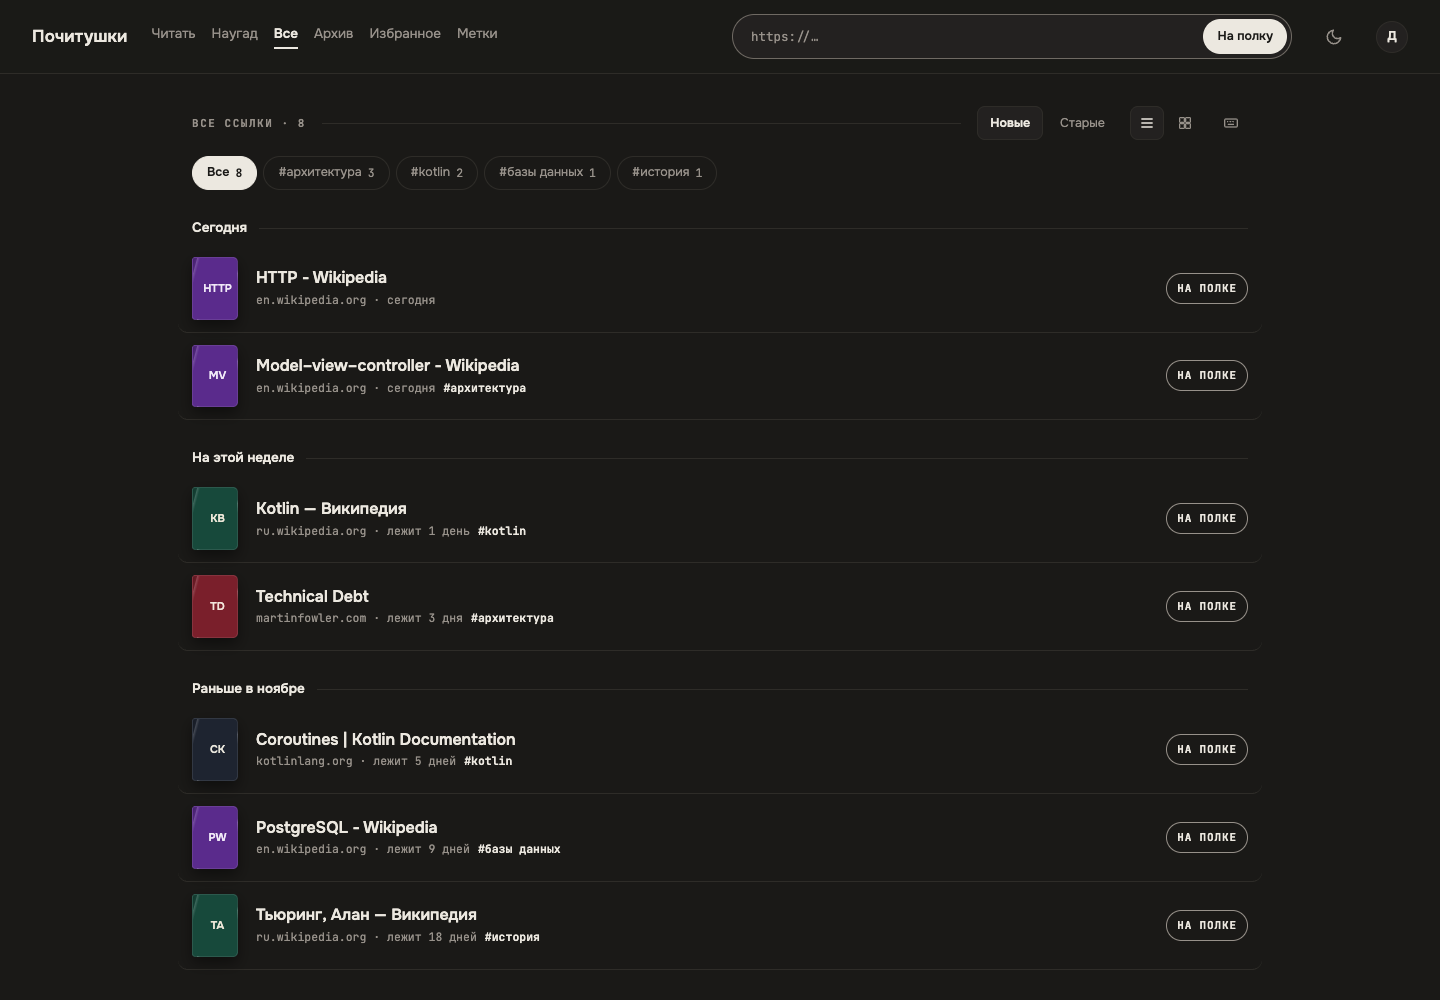 Почитушки Читать Наугад Все Архив Избранное Метки https://… На полку Д
ВСЕ ССЫЛКИ · 8 Новые Старые
Все 8 #архитектура 3 #kotlin 2 #базы данных 1 #история 1
Сегодня
HTTP HTTP - Wikipedia
en.wikipedia.org · сегодня
НА ПОЛКЕ
MV Model–view–controller - Wikipedia
en.wikipedia.org · сегодня #архитектура
НА ПОЛКЕ
На этой неделе
КВ Kotlin — Википедия
ru.wikipedia.org · лежит 1 день #kotlin
НА ПОЛКЕ
TD Technical Debt
martinfowler.com · лежит 3 дня #архитектура
НА ПОЛКЕ
Раньше в ноябре
CK Coroutines | Kotlin Documentation
kotlinlang.org · лежит 5 дней #kotlin
НА ПОЛКЕ
PW PostgreSQL - Wikipedia
en.wikipedia.org · лежит 9 дней #базы данных
НА ПОЛКЕ
ТА Тьюринг, Алан — Википедия
ru.wikipedia.org · лежит 18 дней #история
НА ПОЛКЕ